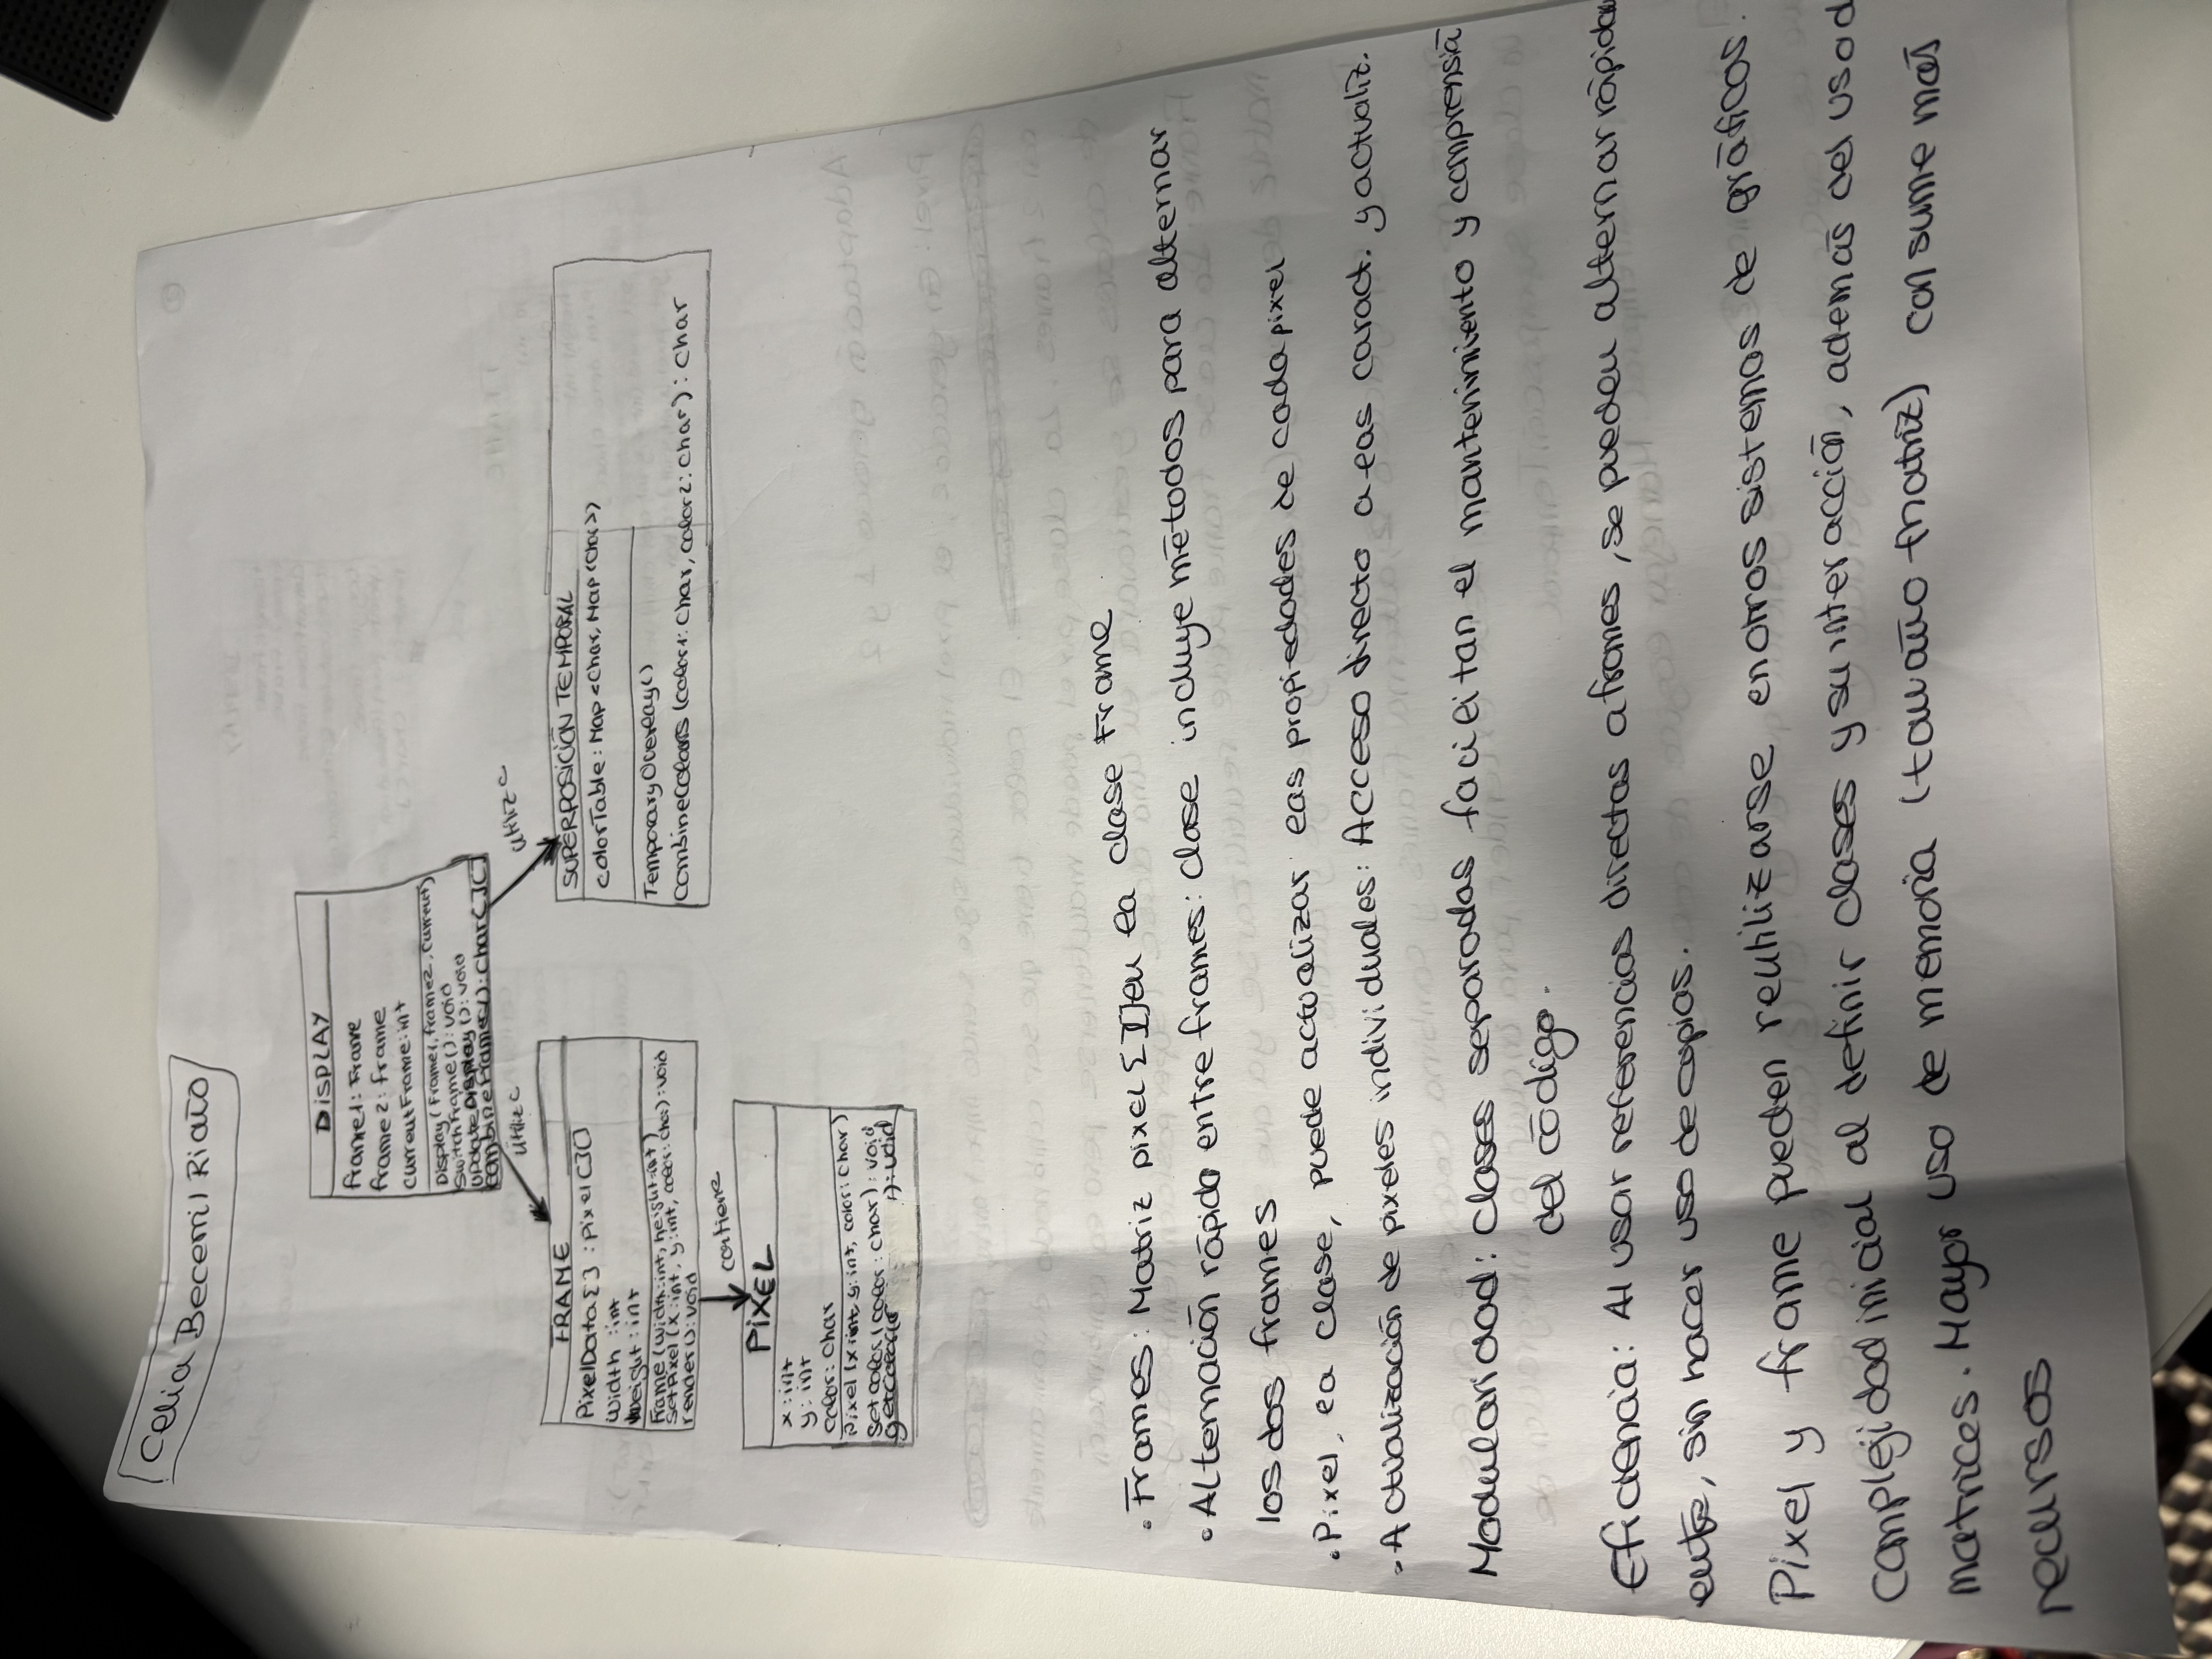 Celia Becerril Riaño
DISPLAY
frame1: Frame
frame2: frame
currentFrame: int
Display (Frame1, frame2, Current)
SwitchFrame(): void
UpdateDisplay(): void
combineFrames(): Char[][]
utiliza
utiliza
FRAME
PixelData[] : pixel[][]
width : int
weight : int
Frame (width:int, height:int)
SetPixel (x:int, y:int, color:char): void
render(): void
SUPERPOSICIÓN TEMPORAL
colorTable: Map<Char, Map<Char>>
TemporaryOverlay()
CombineColors (color1: Char, color2: char) : char
contiene
PIXEL
x: int
y: int
color: char
Pixel (x:int, y:int, color: char)
Setcolor (color: char): void
getcolor( ): void
• Frames: Matriz pixel [][] en la clase Frame
• Alternación rápida entre frames: clase incluye métodos para alternar
los dos frames
• Pixel, la clase, puede actualizar las propiedades de cada pixel
- Actualización de pixeles individuales: Acceso directo a las caract. y actualiz.
Modularidad: clases separadas facilitan el mantenimiento y comprensió
del código.
Eficiencia: Al usar referencias directas a frames, se pueden alternar rápidam
ente, sin hacer uso de copias.
Pixel y frame pueden reutilizarse en otros sistemas de gráficos.
Complejidad inicial al definir clases y su interacción, además del uso d
matrices. Mayor uso de memoria (tamaño matriz) consume más
recursos